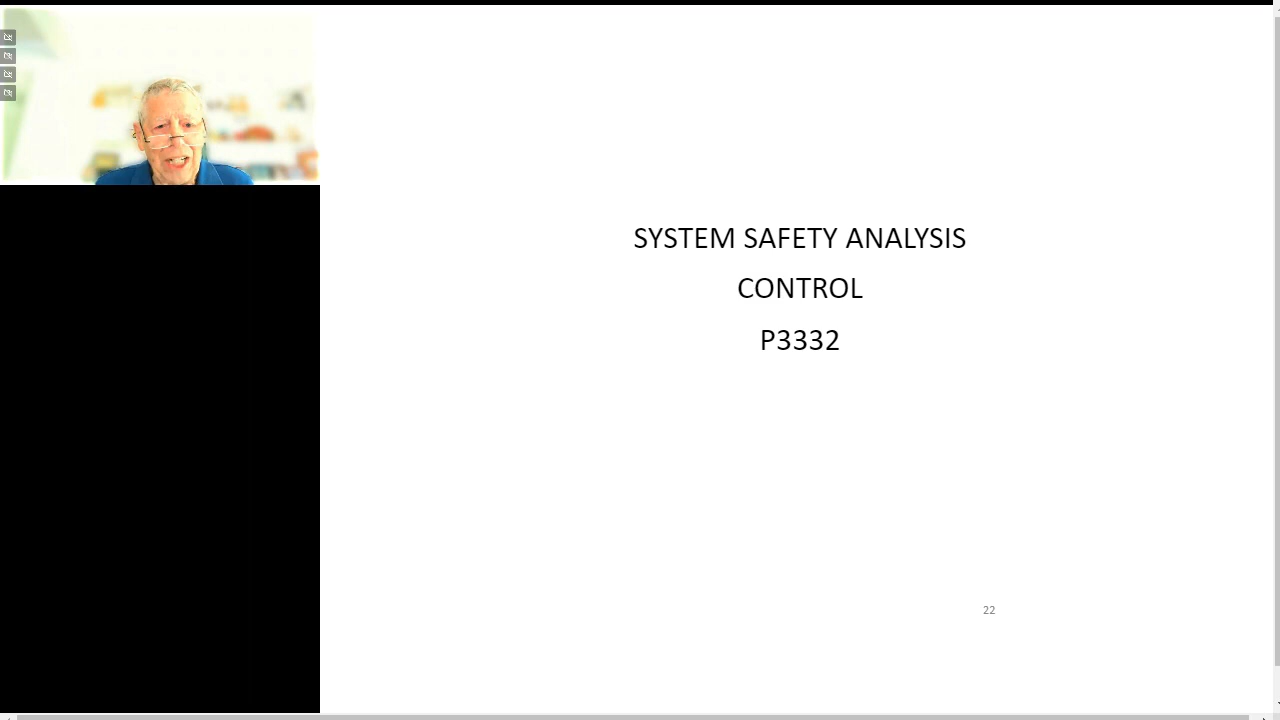 SYSTEM SAFETY ANALYSIS
CONTROL
P3332
22